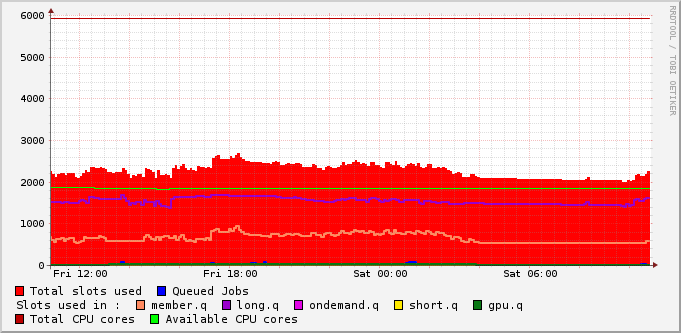 RRDTOOL / TOBI OETIKER
6000
5000
4000
3000
2000
1000
0
Fri 12:00 Fri 18:00 Sat 00:00 Sat 06:00
Total slots used Queued Jobs
Slots used in : member.q long.q ondemand.q short.q gpu.q
Total CPU cores Available CPU cores